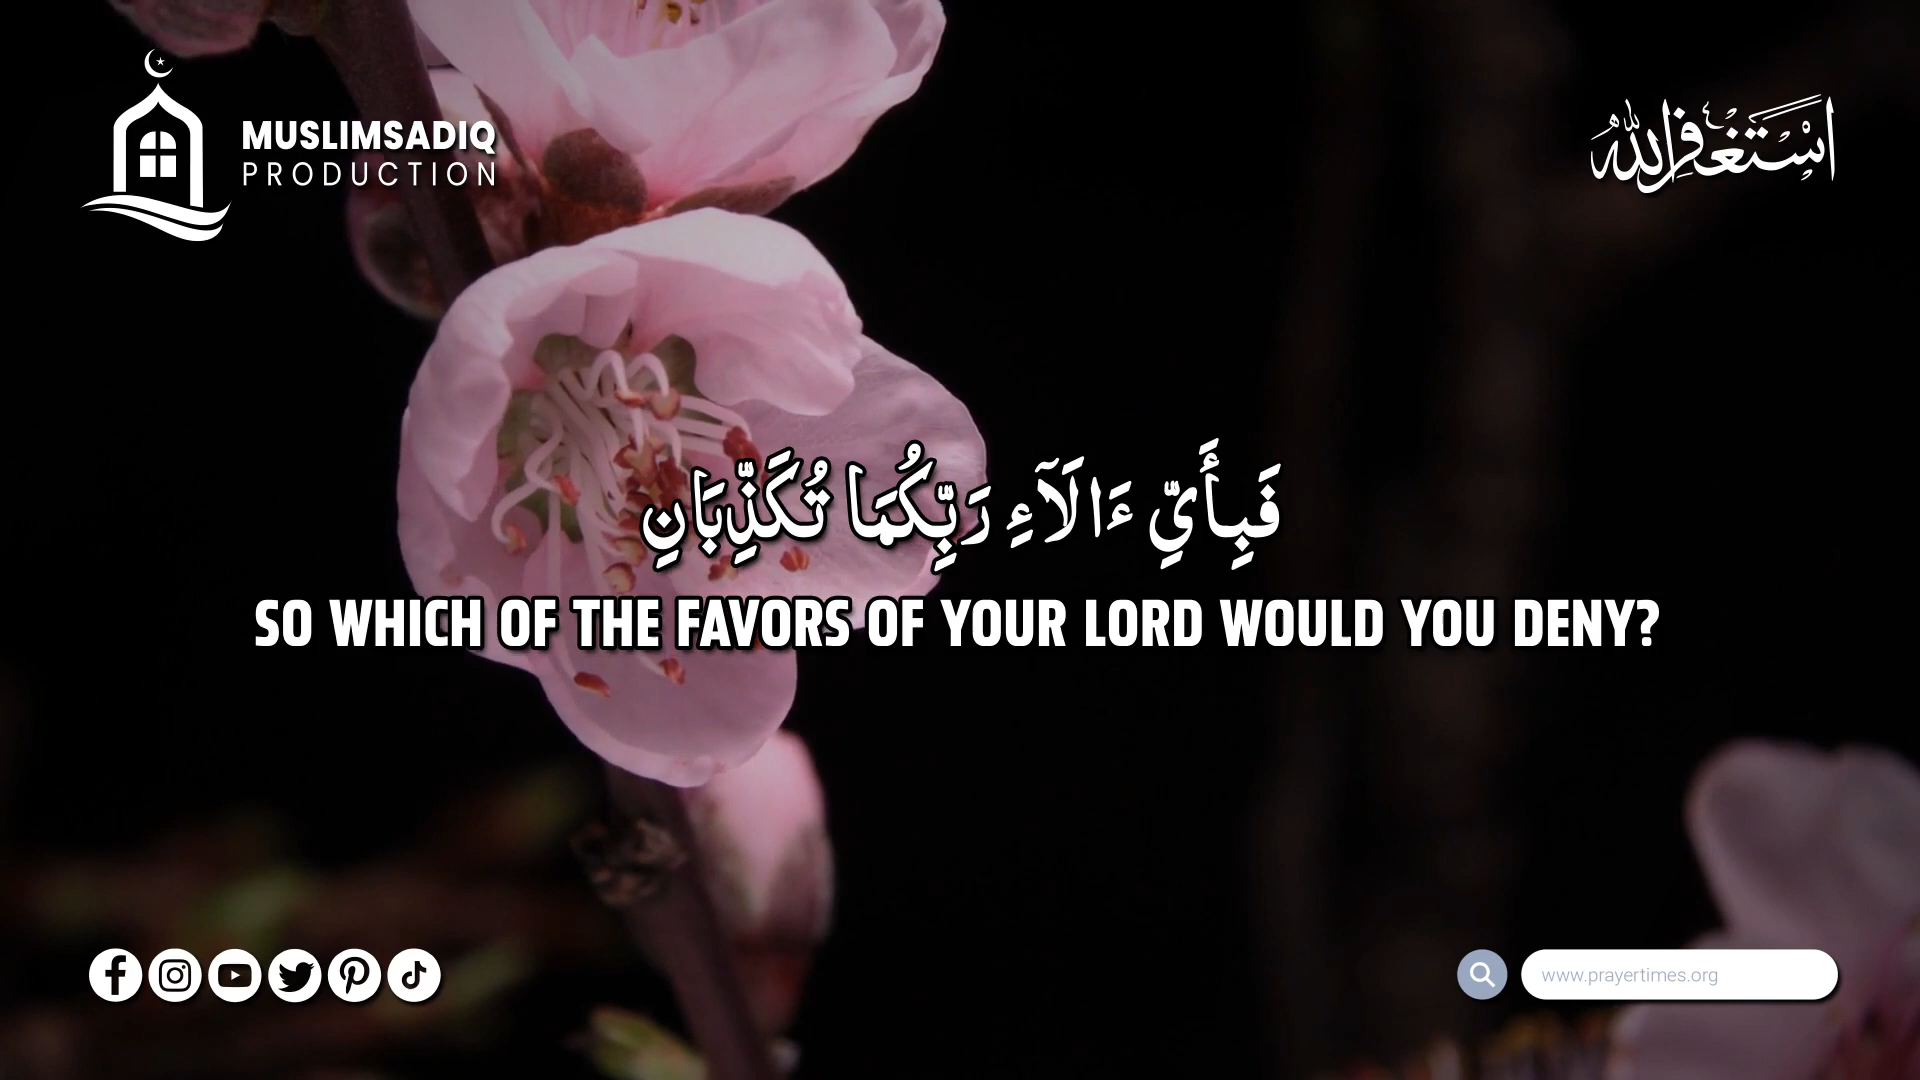 MUSLIMSADIQ
PRODUCTION
اَسْتَغْفِرُاللهَ
فَبِأَيِّ ءَالَآءِ رَبِّكُمَا تُكَذِّبَانِ
SO WHICH OF THE FAVORS OF YOUR LORD WOULD YOU DENY?
www.prayertimes.org